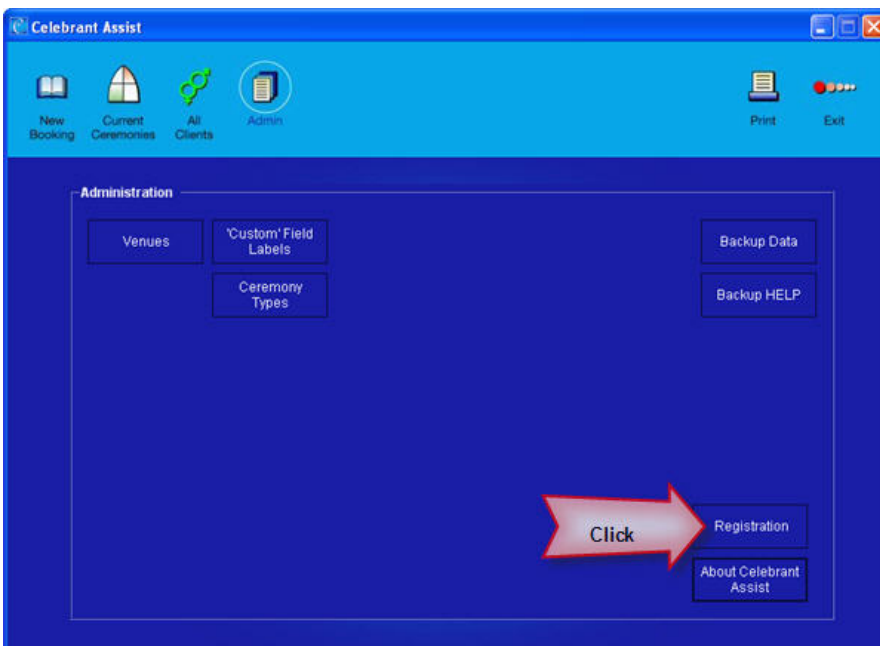 Celebrant Assist
New
Booking
Current
Ceremonies
All
Clients
Admin
Print
Exit
Administration
Venues
'Custom' Field
Labels
Ceremony
Types
Backup Data
Backup HELP
Click
Registration
About Celebrant
Assist